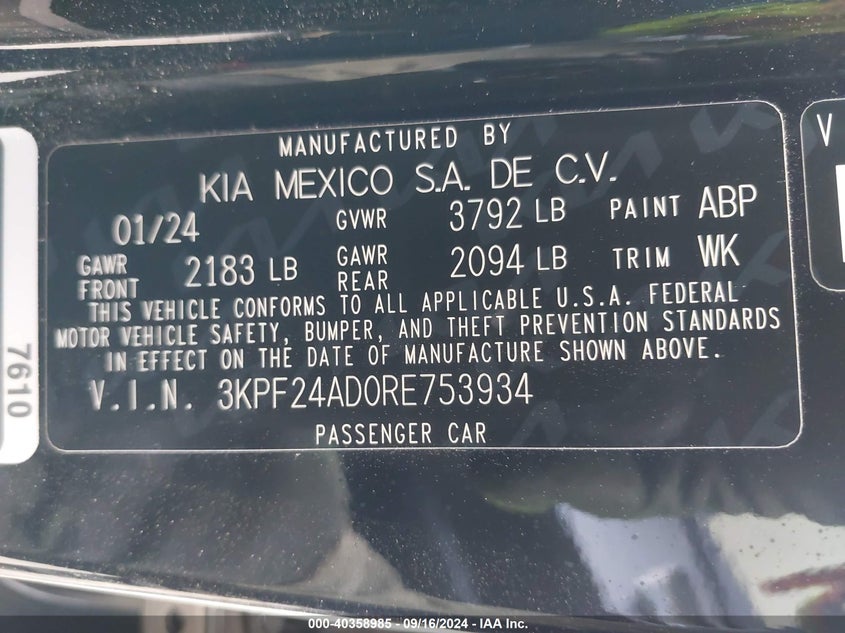 MANUFACTURED BY
KIA MEXICO S.A. DE C.V.
01/24 GVWR 3792 LB PAINT ABP
GAWR FRONT 2183 LB GAWR REAR 2094 LB TRIM WK
THIS VEHICLE CONFORMS TO ALL APPLICABLE U.S.A. FEDERAL
MOTOR VEHICLE SAFETY, BUMPER, AND THEFT PREVENTION STANDARDS
IN EFFECT ON THE DATE OF MANUFACTURE SHOWN ABOVE.
V.I.N. 3KPF24AD0RE753934
PASSENGER CAR
7610
V
000-40358985 - 09/16/2024 - IAA Inc.